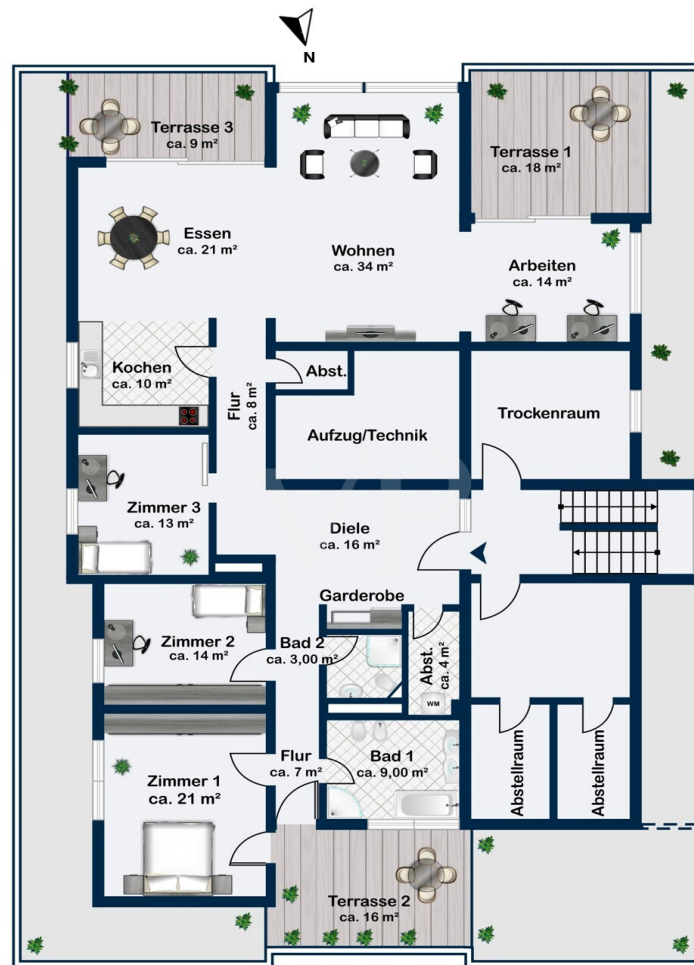 N
Terrasse 3
ca. 9 m²
Terrasse 1
ca. 18 m²
Essen
ca. 21 m²
Wohnen
ca. 34 m²
Arbeiten
ca. 14 m²
Kochen
ca. 10 m²
Flur
ca. 8 m²
Abst.
Aufzug/Technik
Trockenraum
Zimmer 3
ca. 13 m²
Diele
ca. 16 m²
Garderobe
Zimmer 2
ca. 14 m²
Bad 2
ca. 3,00 m²
Abst.
ca. 4 m²
WM
Zimmer 1
ca. 21 m²
Flur
ca. 7 m²
Bad 1
ca. 9,00 m²
Abstellraum
Abstellraum
Terrasse 2
ca. 16 m²